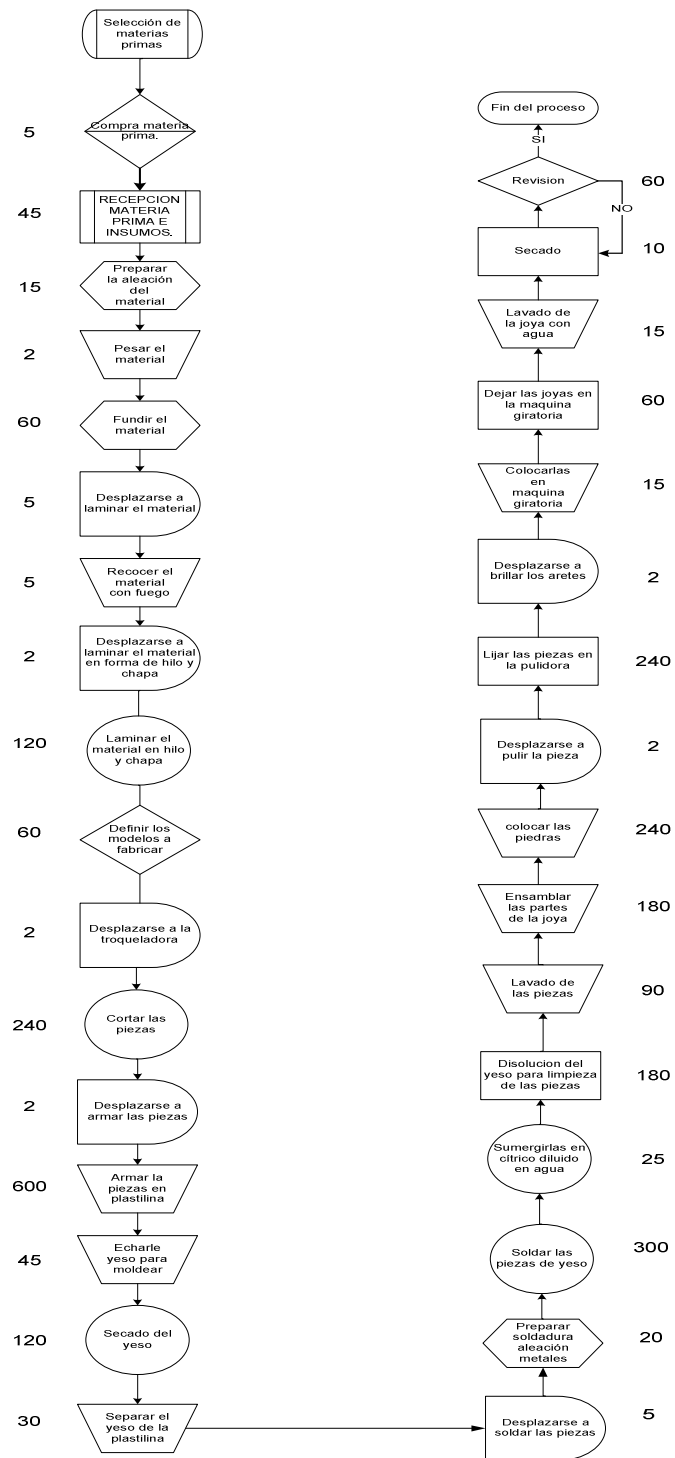 Selección de
materias
primas
5
Compra materia
prima.
45
RECEPCION
MATERIA
PRIMA E
INSUMOS.
15
Preparar
la aleación
del
material
2
Pesar el
material
60
Fundir el
material
5
Desplazarse a
laminar el material
5
Recocer el
material
con fuego
2
Desplazarse a
laminar el material
en forma de hilo y
chapa
120
Laminar el
material en hilo
y chapa
60
Definir los
modelos a
fabricar
2
Desplazarse a la
troqueladora
240
Cortar las
piezas
2
Desplazarse a
armar las piezas
600
Armar la
piezas en
plastilina
45
Echarle
yeso para
moldear
120
Secado del
yeso
30
Separar el
yeso de la
plastilina
Desplazarse a
soldar las piezas
5
Preparar
soldadura
aleación
metales
20
Soldar las
piezas de yeso
300
Sumergirlas en
cítrico diluido
en agua
25
Disolucion del
yeso para limpieza
de las piezas
180
Lavado de
las piezas
90
Ensamblar
las partes
de la joya
180
colocar las
piedras
240
Desplazarse a
pulir la pieza
2
Lijar las piezas en
la pulidora
240
Desplazarse a
brillar los aretes
2
Colocarlas
en
maquina
giratoria
15
Dejar las joyas en
la maquina
giratoria
60
Lavado de
la joya con
agua
15
Secado
10
NO
Revision
60
SI
Fin del proceso